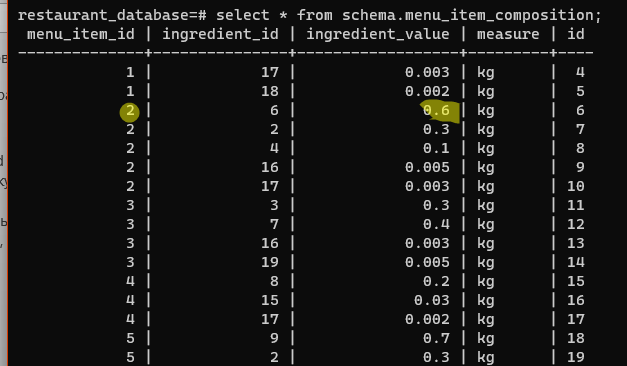 restaurant_database=# select * from schema.menu_item_composition;
 menu_item_id | ingredient_id | ingredient_value | measure | id
--------------+---------------+------------------+---------+----
            1 |            17 |            0.003 | kg      |  4
            1 |            18 |            0.002 | kg      |  5
            2 |             6 |              0.6 | kg      |  6
            2 |             2 |              0.3 | kg      |  7
            2 |             4 |              0.1 | kg      |  8
            2 |            16 |            0.005 | kg      |  9
            2 |            17 |            0.003 | kg      | 10
            3 |             3 |              0.3 | kg      | 11
            3 |             7 |              0.4 | kg      | 12
            3 |            16 |            0.003 | kg      | 13
            3 |            19 |            0.005 | kg      | 14
            4 |             8 |              0.2 | kg      | 15
            4 |            15 |             0.03 | kg      | 16
            4 |            17 |            0.002 | kg      | 17
            5 |             9 |              0.7 | kg      | 18
            5 |             2 |              0.3 | kg      | 19